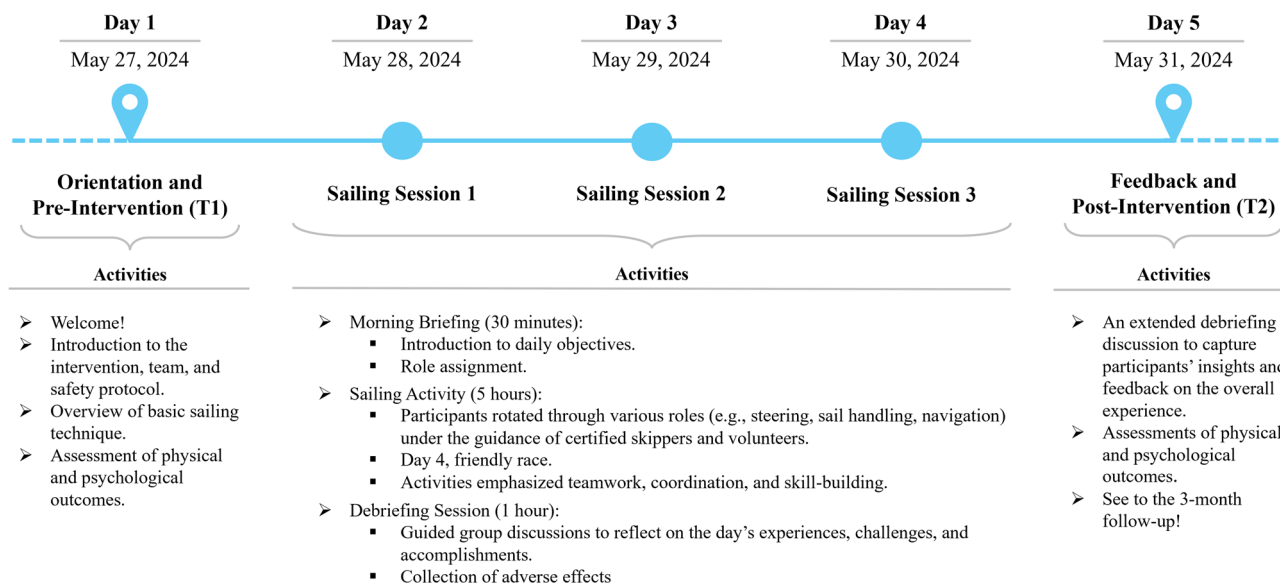 Day 1
May 27, 2024
Day 2
May 28, 2024
Day 3
May 29, 2024
Day 4
May 30, 2024
Day 5
May 31, 2024
Orientation and
Pre-Intervention (T1)
Sailing Session 1
Sailing Session 2
Sailing Session 3
Feedback and
Post-Intervention (T2)
Activities
➢ Welcome!
➢ Introduction to the
intervention, team, and
safety protocol.
➢ Overview of basic sailing
technique.
➢ Assessment of physical
and psychological
outcomes.
Activities
➢ Morning Briefing (30 minutes):
▪ Introduction to daily objectives.
▪ Role assignment.
➢ Sailing Activity (5 hours):
▪ Participants rotated through various roles (e.g., steering, sail handling, navigation)
under the guidance of certified skippers and volunteers.
▪ Day 4, friendly race.
▪ Activities emphasized teamwork, coordination, and skill-building.
➢ Debriefing Session (1 hour):
▪ Guided group discussions to reflect on the day's experiences, challenges, and
accomplishments.
▪ Collection of adverse effects
Activities
➢ An extended debriefing
discussion to capture
participants' insights and
feedback on the overall
experience.
➢ Assessments of physical
and psychological
outcomes.
➢ See to the 3-month
follow-up!